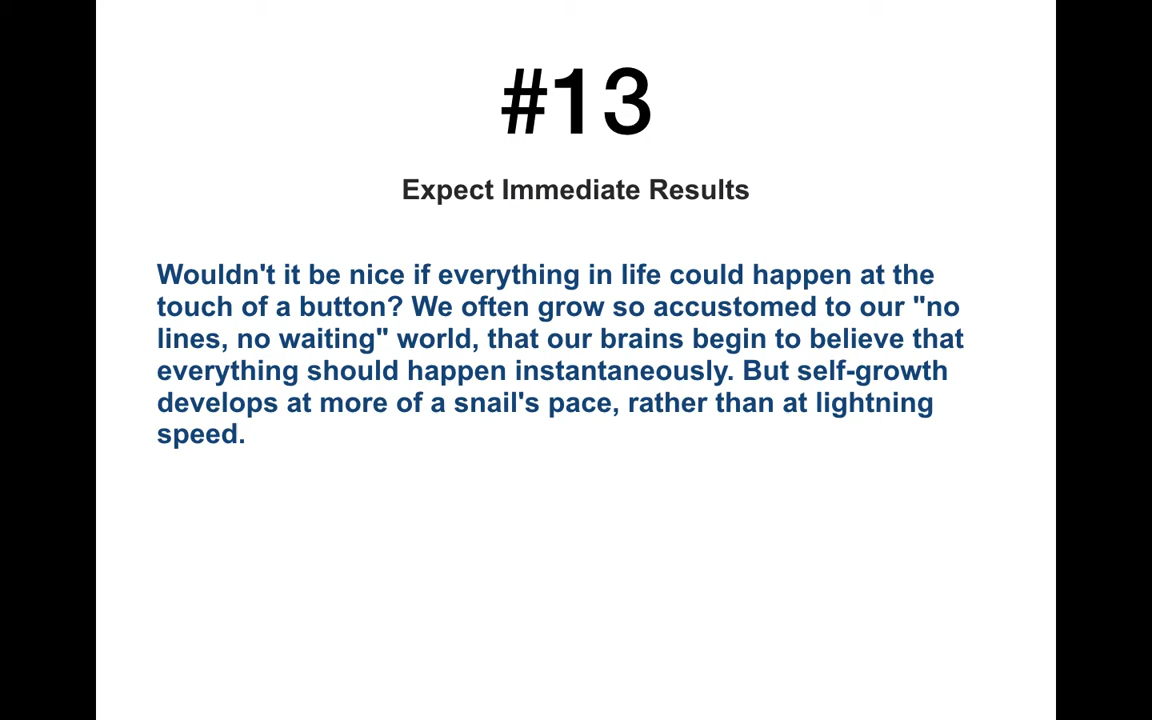 #13
Expect Immediate Results
Wouldn't it be nice if everything in life could happen at the
touch of a button? We often grow so accustomed to our "no
lines, no waiting" world, that our brains begin to believe that
everything should happen instantaneously. But self-growth
develops at more of a snail's pace, rather than at lightning
speed.